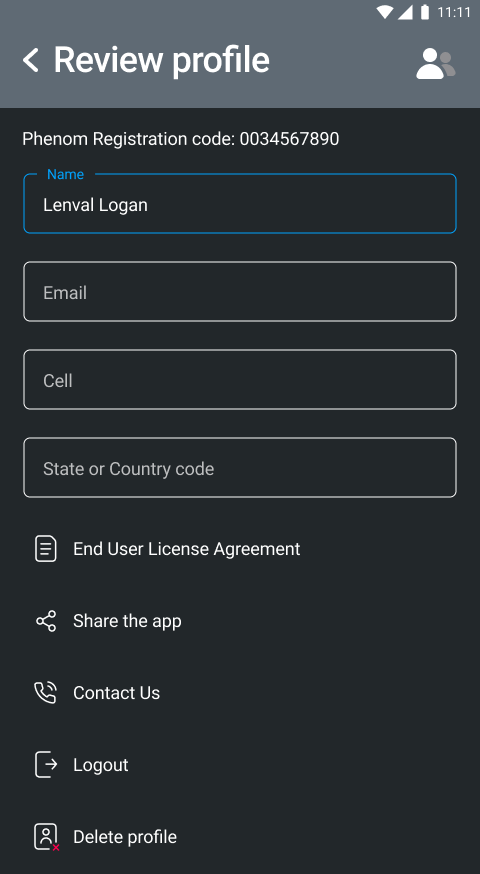 11:11
Review profile
Phenom Registration code: 0034567890
Name
Lenval Logan
Email
Cell
State or Country code
End User License Agreement
Share the app
Contact Us
Logout
Delete profile